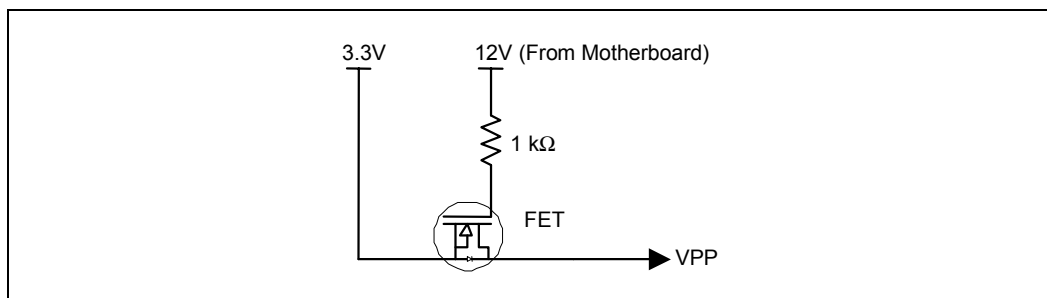 3.3V
12V (From Motherboard)
1 kΩ
FET
VPP